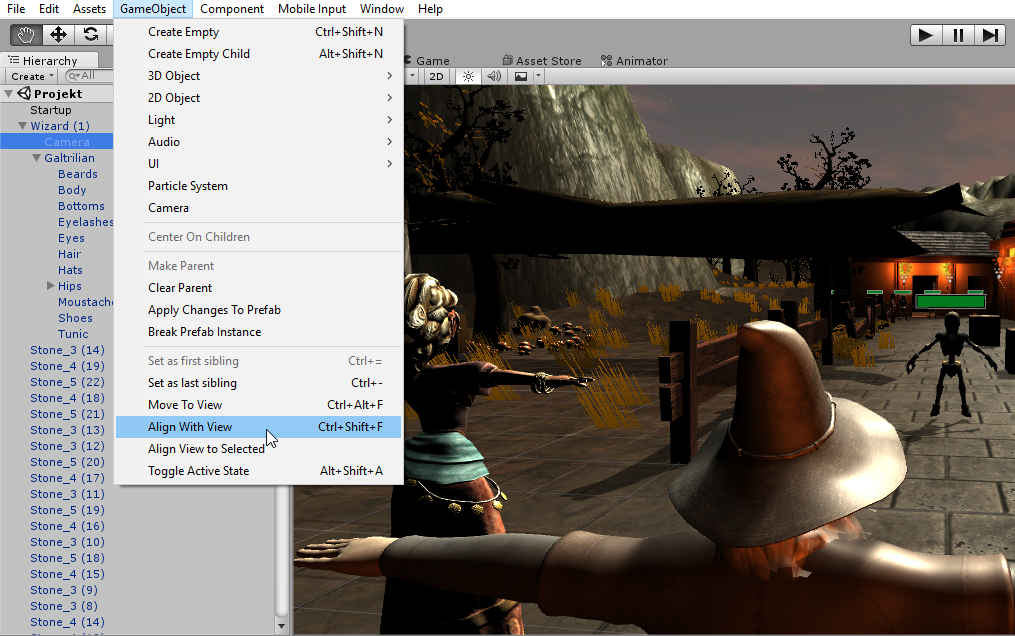 File Edit Assets GameObject Component Mobile Input Window Help
Hierarchy
Create All
Projekt
Startup
Wizard (1)
Camera
Galtrilian
Beards
Body
Bottoms
Eyelashes
Eyes
Hair
Hats
Hips
Moustach
Shoes
Tunic
Stone_3 (14)
Stone_4 (19)
Stone_5 (22)
Stone_4 (18)
Stone_5 (21)
Stone_3 (13)
Stone_3 (12)
Stone_5 (20)
Stone_4 (17)
Stone_3 (11)
Stone_5 (19)
Stone_4 (16)
Stone_3 (10)
Stone_5 (18)
Stone_4 (15)
Stone_3 (9)
Stone_3 (8)
Stone_4 (14)
Create Empty Ctrl+Shift+N
Create Empty Child Alt+Shift+N
3D Object
2D Object
Light
Audio
UI
Particle System
Camera
Center On Children
Make Parent
Clear Parent
Apply Changes To Prefab
Break Prefab Instance
Set as first sibling Ctrl+=
Set as last sibling Ctrl+-
Move To View Ctrl+Alt+F
Align With View Ctrl+Shift+F
Align View to Selected
Toggle Active State Alt+Shift+A
Game Asset Store Animator
2D